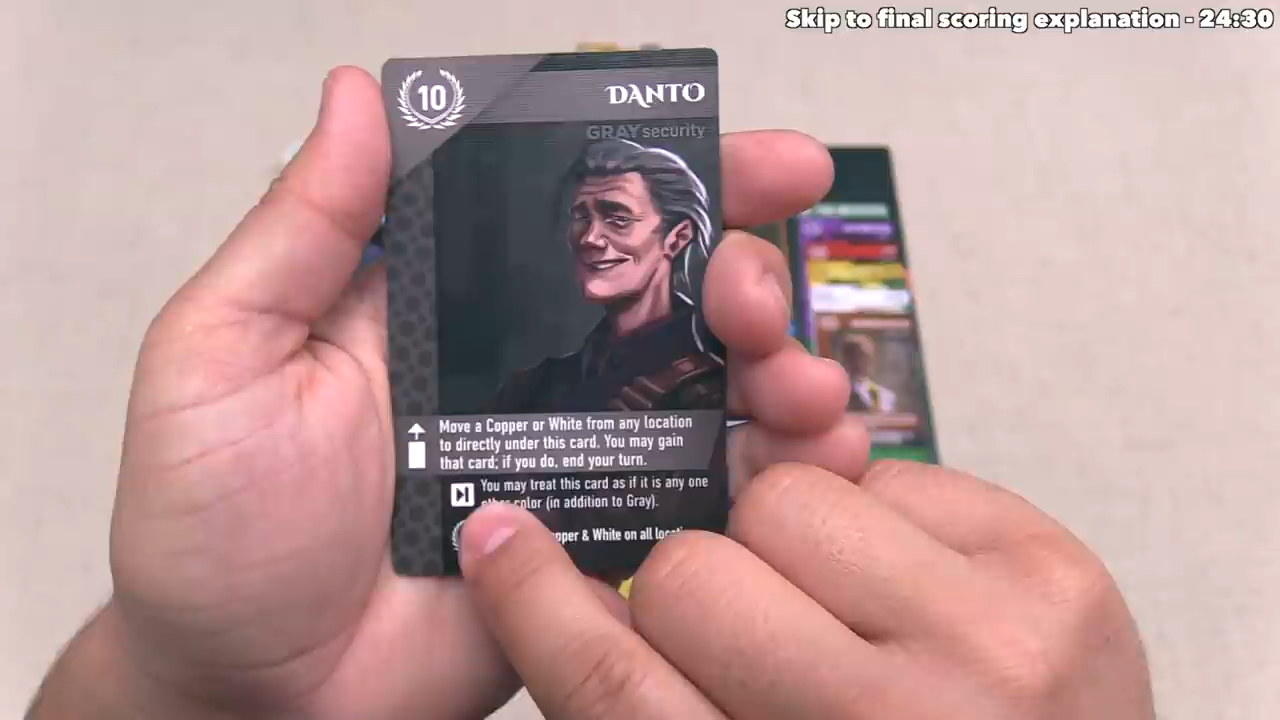 Skip to final scoring explanation - 24:30
10
DANTO
GRAY security
Move a Copper or White from any location
to directly under this card. You may gain
that card; if you do, end your turn.
You may treat this card as if it is any one
other color (in addition to Gray).
& White on all